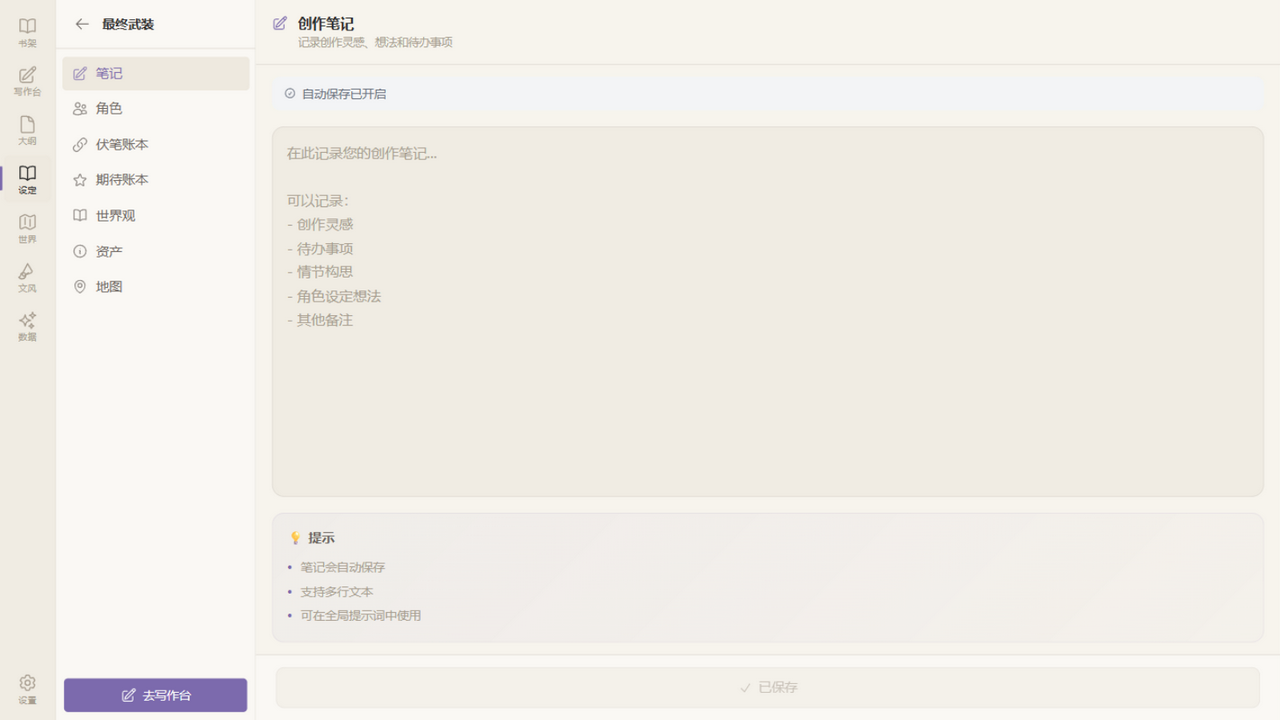 书架
写作台
大纲
设定
世界
文风
数据
设置
最终武装
笔记
角色
伏笔账本
期待账本
世界观
资产
地图
去写作台
创作笔记
记录创作灵感、想法和待办事项
自动保存已开启
在此记录您的创作笔记...
可以记录：
- 创作灵感
- 待办事项
- 情节构思
- 角色设定想法
- 其他备注
提示
• 笔记会自动保存
• 支持多行文本
• 可在全局提示词中使用
已保存